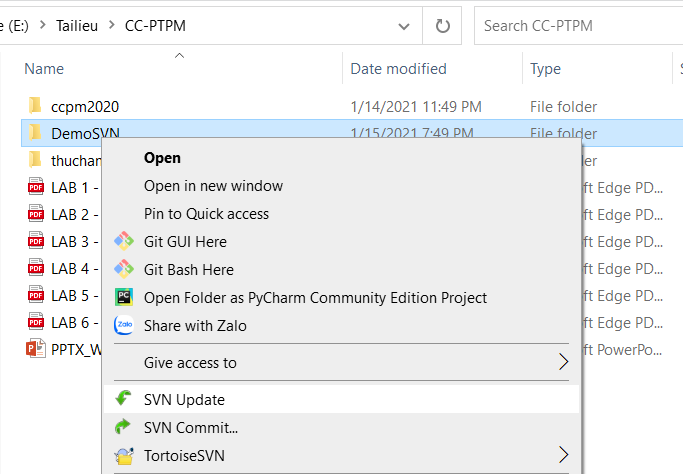 e (E:) > Tailieu > CC-PTPM
Search CC-PTPM
Name Date modified Type
ccpm2020 1/14/2021 11:49 PM File folder
DemoSVN 1/15/2021 7:49 PM File folder
thuchan
LAB 1 - ft Edge PD...
LAB 2 - ft Edge PD...
LAB 3 - ft Edge PD...
LAB 4 - ft Edge PD...
LAB 5 - ft Edge PD...
LAB 6 - ft Edge PD...
PPTX_W ft PowerPo...
Open
Open in new window
Pin to Quick access
Git GUI Here
Git Bash Here
Open Folder as PyCharm Community Edition Project
Share with Zalo
Give access to
SVN Update
SVN Commit...
TortoiseSVN